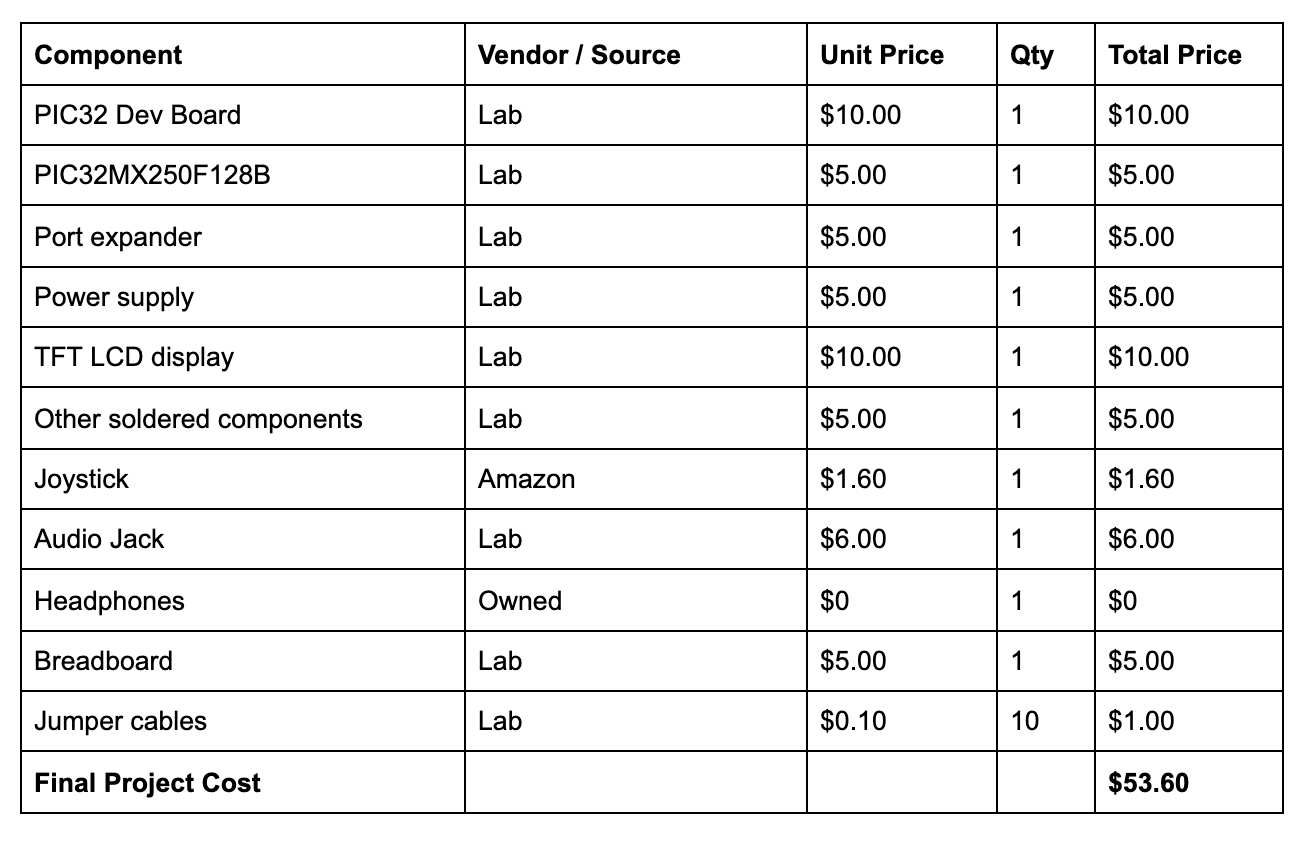 Component Vendor / Source Unit Price Qty Total Price
PIC32 Dev Board Lab $10.00 1 $10.00
PIC32MX250F128B Lab $5.00 1 $5.00
Port expander Lab $5.00 1 $5.00
Power supply Lab $5.00 1 $5.00
TFT LCD display Lab $10.00 1 $10.00
Other soldered components Lab $5.00 1 $5.00
Joystick Amazon $1.60 1 $1.60
Audio Jack Lab $6.00 1 $6.00
Headphones Owned $0 1 $0
Breadboard Lab $5.00 1 $5.00
Jumper cables Lab $0.10 10 $1.00
Final Project Cost $53.60